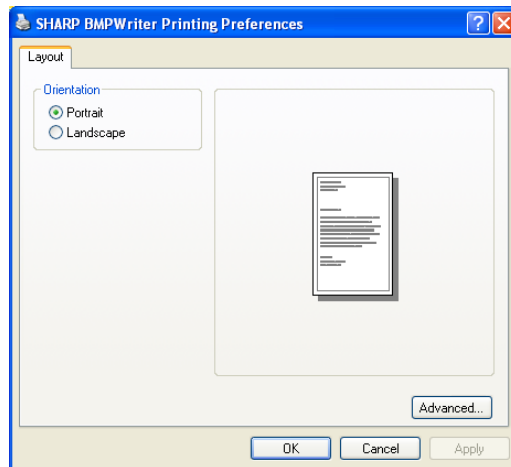 SHARP BMPWriter Printing Preferences
Layout
Orientation
Portrait
Landscape
Advanced...
OK Cancel Apply